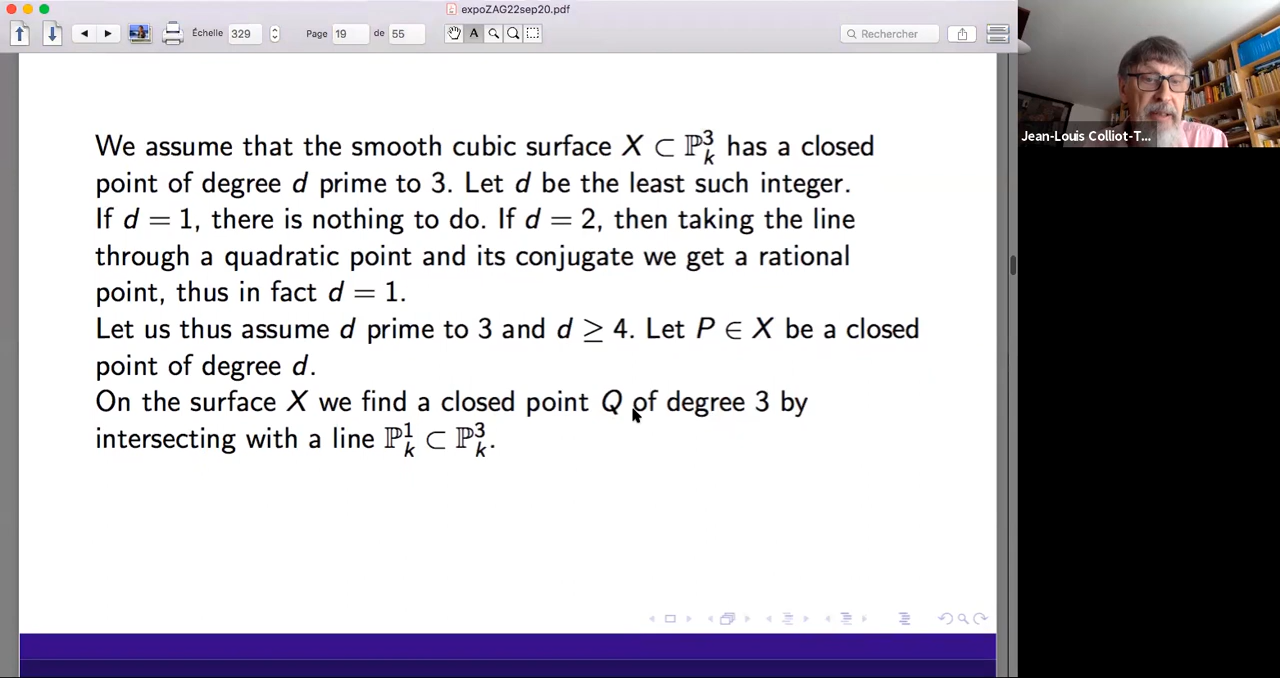 expoZAG22sep20.pdf
Échelle 329 Page 19 de 55 Rechercher
We assume that the smooth cubic surface X ⊂ ℙ³ₖ has a closed
point of degree d prime to 3. Let d be the least such integer.
If d = 1, there is nothing to do. If d = 2, then taking the line
through a quadratic point and its conjugate we get a rational
point, thus in fact d = 1.
Let us thus assume d prime to 3 and d ≥ 4. Let P ∈ X be a closed
point of degree d.
On the surface X we find a closed point Q of degree 3 by
intersecting with a line ℙ¹ₖ ⊂ ℙ³ₖ.
Jean-Louis Colliot-T...